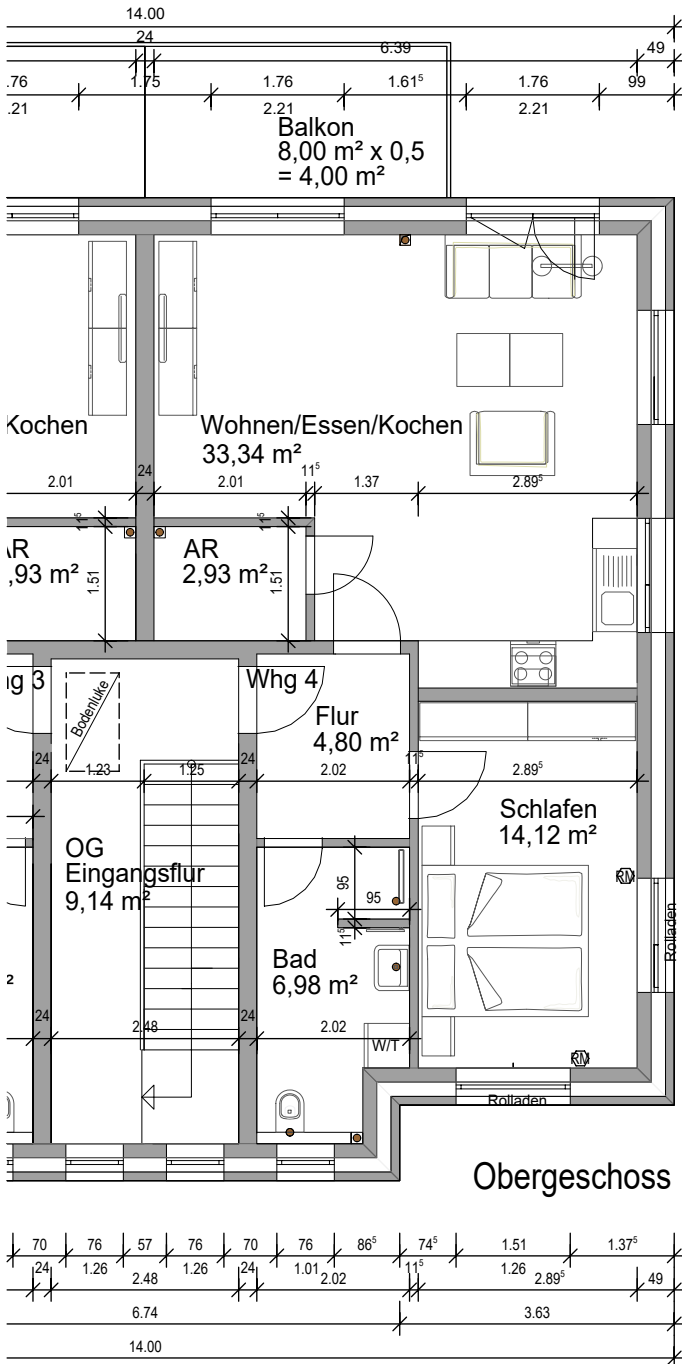 14.00
24
6.39
49
.76
1.75
1.76
1.61⁵
1.76
99
.21
2.21
2.21
Balkon
8,00 m² x 0,5
= 4,00 m²
Kochen
Wohnen/Essen/Kochen
33,34 m²
2.01
24
2.01
11⁵
1.37
2.89⁵
11⁵
11⁵
AR
,93 m²
1.51
AR
2,93 m²
1.51
hg 3
Whg 4
Bodenluke
Flur
4,80 m²
24
1.23
1.25
24
2.02
11⁵
2.89⁵
Schlafen
14,12 m²
OG
Eingangsflur
9,14 m²
95
95
11⁵
RM
Rolladen
Bad
6,98 m²
²
24
2.48
24
2.02
W/T
RM
Rolladen
Obergeschoss
70
76
57
76
70
76
86⁵
74⁵
1.51
1.37⁵
1.26
1.26
1.01
1.26
24
2.48
24
2.02
11⁵
2.89⁵
49
6.74
3.63
14.00